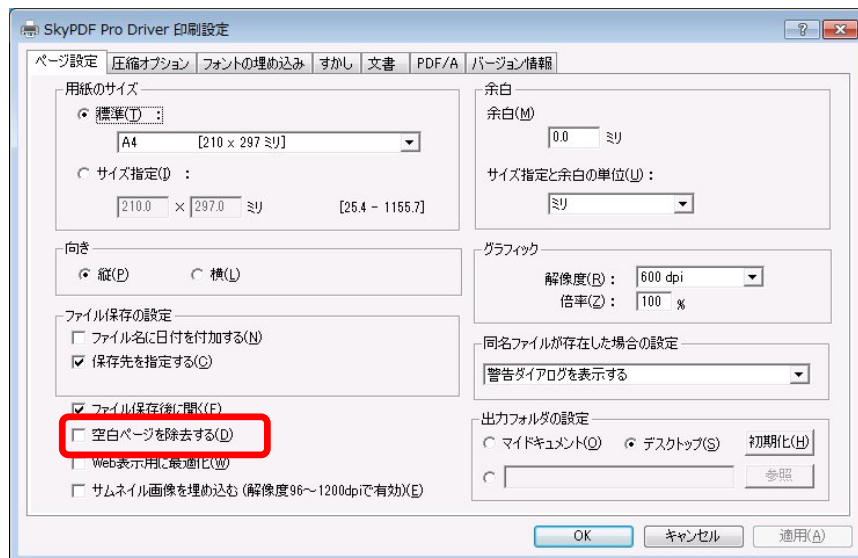 SkyPDF Pro Driver 印刷設定
ページ設定 圧縮オプション フォントの埋め込み すかし 文書 PDF/A バージョン情報
用紙のサイズ
標準(T) :
A4 [210 x 297 ミリ]
サイズ指定(I) :
210.0 × 297.0 ミリ [25.4 - 1155.7]
向き
縦(P) 横(L)
ファイル保存の設定
ファイル名に日付を付加する(N)
保存先を指定する(C)
ファイル保存後に開く(F)
空白ページを除去する(D)
Web表示用に最適化(W)
サムネイル画像を埋め込む (解像度96～1200dpiで有効)(E)
余白
余白(M)
0.0 ミリ
サイズ指定と余白の単位(U) :
ミリ
グラフィック
解像度(R) : 600 dpi
倍率(Z) : 100 %
同名ファイルが存在した場合の設定
警告ダイアログを表示する
出力フォルダの設定
マイドキュメント(O) デスクトップ(S) 初期化(H)
参照
OK キャンセル 適用(A)